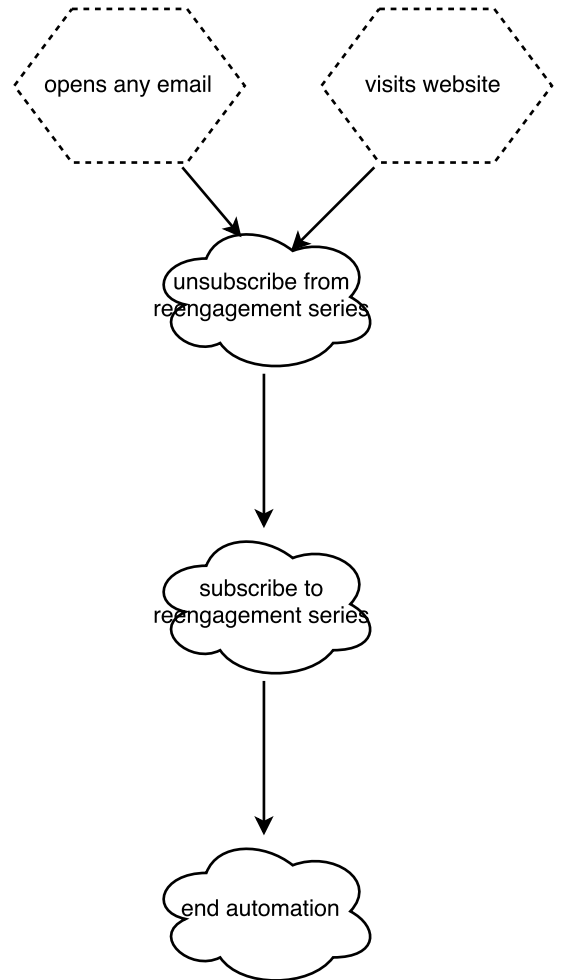 opens any email
visits website
unsubscribe from
reengagement series
subscribe to
reengagement series
end automation